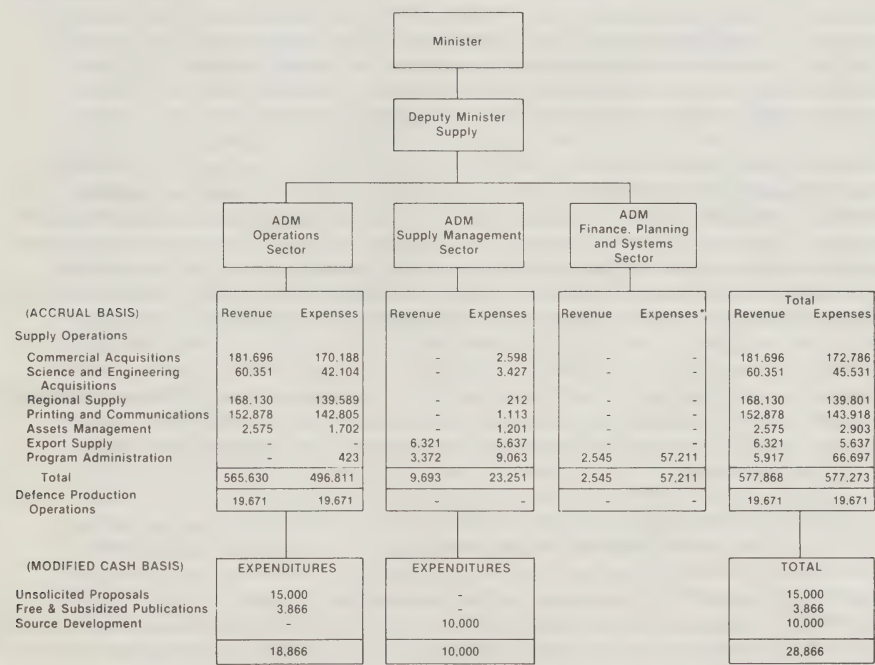 Minister
Deputy Minister
Supply
ADM
Operations
Sector
ADM
Supply Management
Sector
ADM
Finance, Planning
and Systems
Sector
Total
(ACCRUAL BASIS) Revenue Expenses Revenue Expenses Revenue Expenses* Revenue Expenses
Supply Operations
Commercial Acquisitions 181,696 170,188 - 2,598 - - 181,696 172,786
Science and Engineering 60,351 42,104 - 3,427 - - 60,351 45,531
Acquisitions
Regional Supply 168,130 139,589 - 212 - - 168,130 139,801
Printing and Communications 152,878 142,805 - 1,113 - - 152,878 143,918
Assets Management 2,575 1,702 - 1,201 - - 2,575 2,903
Export Supply - - 6,321 5,637 - - 6,321 5,637
Program Administration - 423 3,372 9,063 2,545 57,211 5,917 66,697
Total 565,630 496,811 9,693 23,251 2,545 57,211 577,868 577,273
Defence Production 19,671 19,671 - - - - 19,671 19,671
Operations
(MODIFIED CASH BASIS) EXPENDITURES EXPENDITURES TOTAL
Unsolicited Proposals 15,000 - 15,000
Free & Subsidized Publications 3,866 - 3,866
Source Development - 10,000 10,000
18,866 10,000 28,866